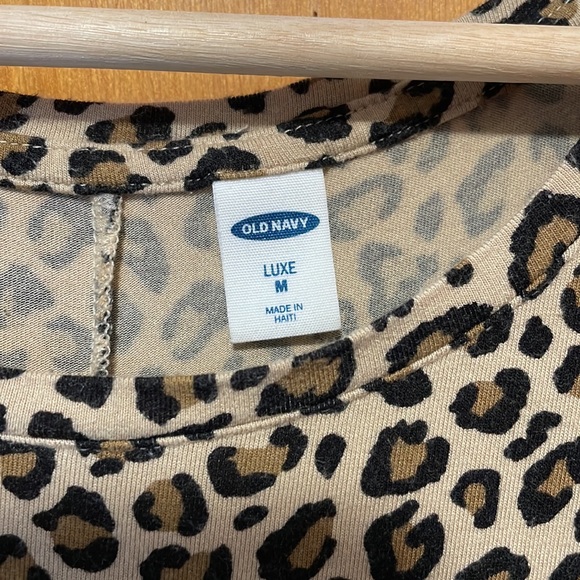 OLD NAVY
LUXE
M
MADE IN
HAITI